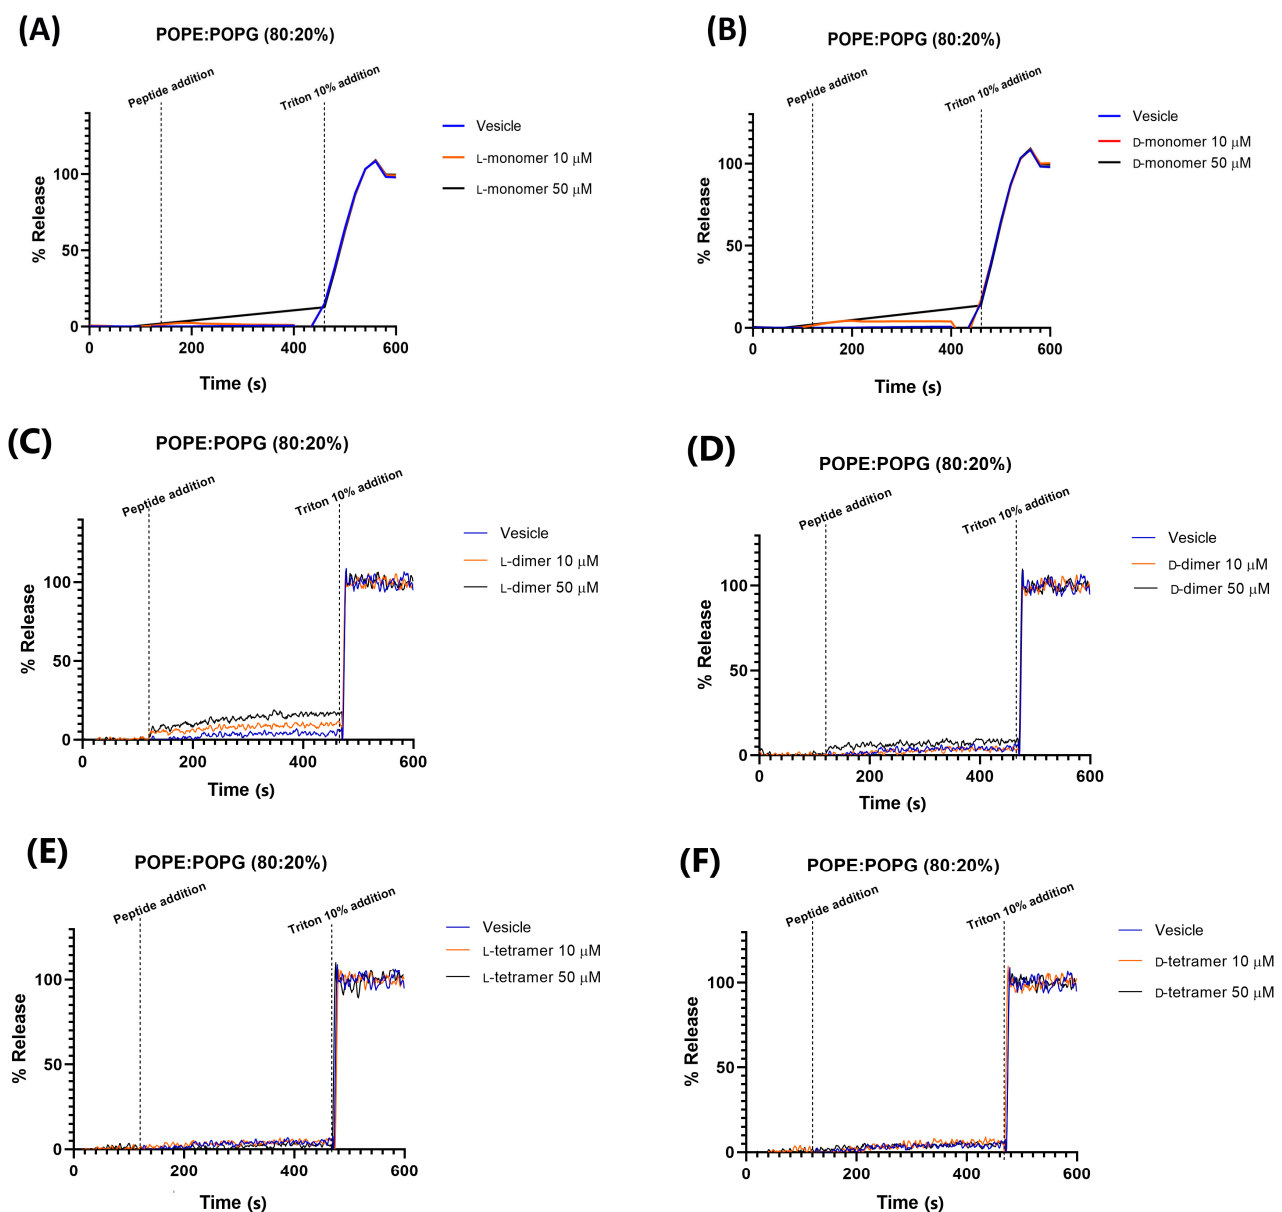 (A)
POPE:POPG (80:20%)
Peptide addition
Triton 10% addition
Vesicle
L-monomer 10 μM
L-monomer 50 μM
% Release
100
50
0
0 200 400 600
Time (s)
(B)
POPE:POPG (80:20%)
Peptide additon
Triton 10% addition
Vesicle
D-monomer 10 μM
D-monomer 50 μM
% Release
100
50
0
0 200 400 600
Time (s)
(C)
POPE:POPG (80:20%)
Peptide addition
Triton 10% addition
Vesicle
L-dimer 10 μM
L-dimer 50 μM
% Release
100
50
0
0 200 400 600
Time (s)
(D)
POPE:POPG (80:20%)
Peptide addition
Triton 10% addition
Vesicle
D-dimer 10 μM
D-dimer 50 μM
% Release
100
50
0
0 200 400 600
Time (s)
(E)
POPE:POPG (80:20%)
Peptide addition
Triton 10% addition
Vesicle
L-tetramer 10 μM
L-tetramer 50 μM
% Release
100
50
0
0 200 400 600
Time (s)
(F)
POPE:POPG (80:20%)
Peptide addition
Triton 10% addition
Vesicle
D-tetramer 10 μM
D-tetramer 50 μM
% Release
100
50
0
0 200 400 600
Time (s)